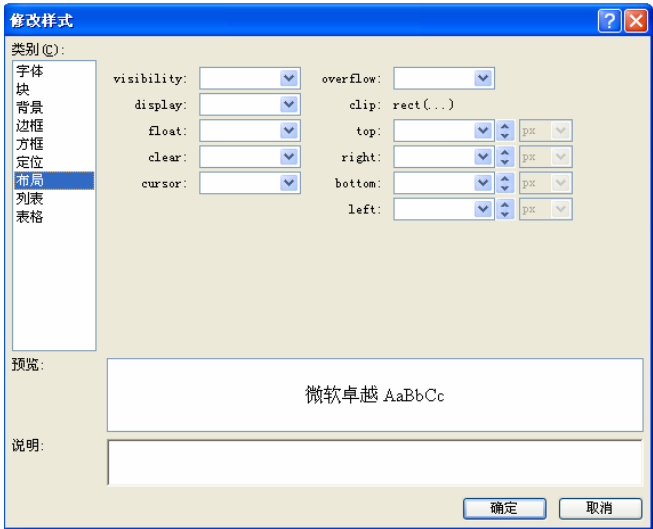 修改样式
类别(C):
字体
块
背景
边框
方框
定位
布局
列表
表格
visibility:
display:
float:
clear:
cursor:
overflow:
clip: rect(...)
top: px
right: px
bottom: px
left: px
预览:
微软卓越 AaBbCc
说明:
确定 取消